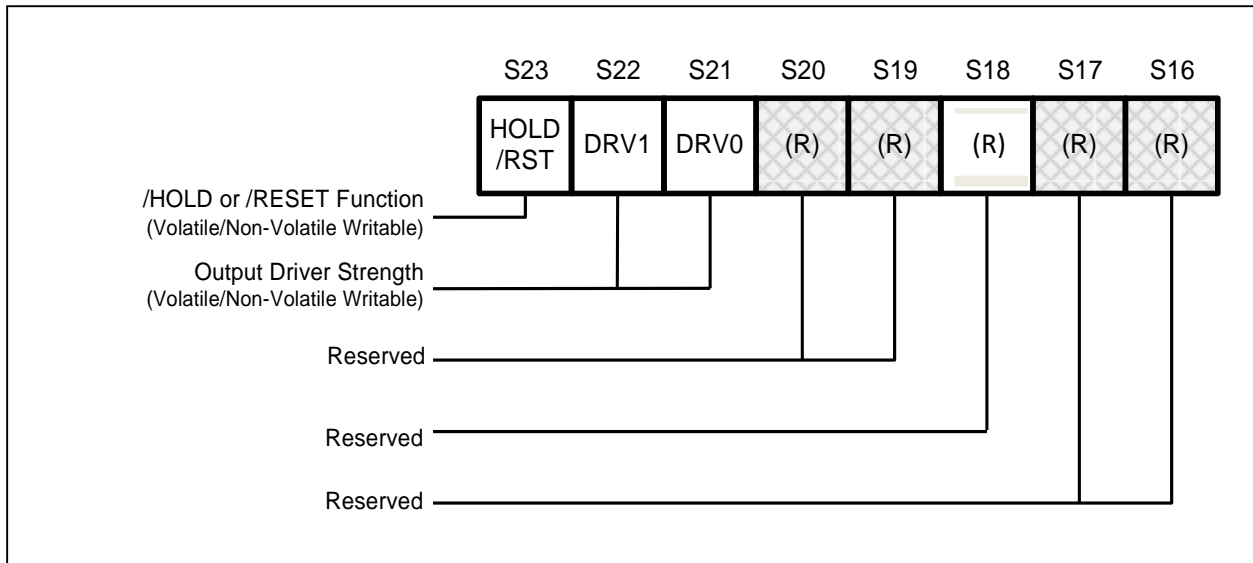 S23 S22 S21 S20 S19 S18 S17 S16
HOLD
/RST DRV1 DRV0 (R) (R) (R) (R) (R)
/HOLD or /RESET Function
(Volatile/Non-Volatile Writable)
Output Driver Strength
(Volatile/Non-Volatile Writable)
Reserved
Reserved
Reserved